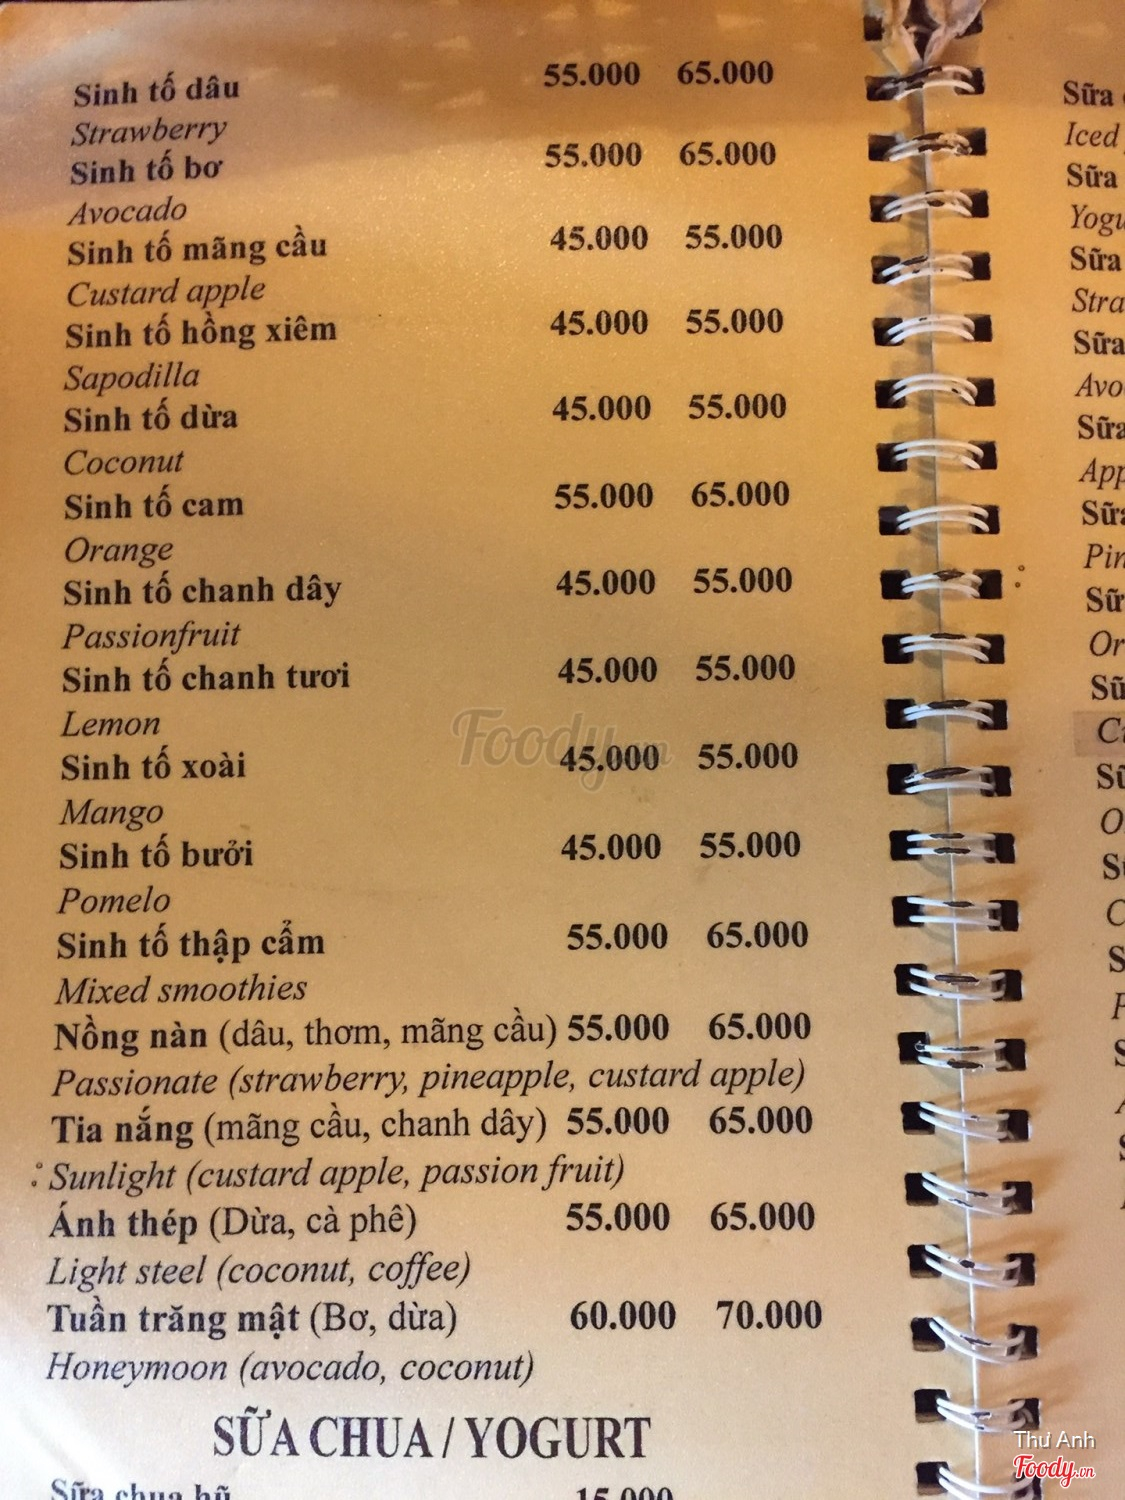 Sinh tố dâu 55.000 65.000
Strawberry
Sinh tố bơ 55.000 65.000
Avocado
Sinh tố mãng cầu 45.000 55.000
Custard apple
Sinh tố hồng xiêm 45.000 55.000
Sapodilla
Sinh tố dừa 45.000 55.000
Coconut
Sinh tố cam 55.000 65.000
Orange
Sinh tố chanh dây 45.000 55.000
Passionfruit
Sinh tố chanh tươi 45.000 55.000
Lemon
Sinh tố xoài 45.000 55.000
Mango
Sinh tố bưởi 45.000 55.000
Pomelo
Sinh tố thập cẩm 55.000 65.000
Mixed smoothies
Nồng nàn (dâu, thơm, mãng cầu) 55.000 65.000
Passionate (strawberry, pineapple, custard apple)
Tia nắng (mãng cầu, chanh dây) 55.000 65.000
Sunlight (custard apple, passion fruit)
Ánh thép (Dừa, cà phê) 55.000 65.000
Light steel (coconut, coffee)
Tuần trăng mật (Bơ, dừa) 60.000 70.000
Honeymoon (avocado, coconut)
SỮA CHUA / YOGURT
Sữa chua hũ 15.000
Sữa
Iced
Sữa
Sữa
Sữa
Foody.vn
Thư Anh
Foody.vn